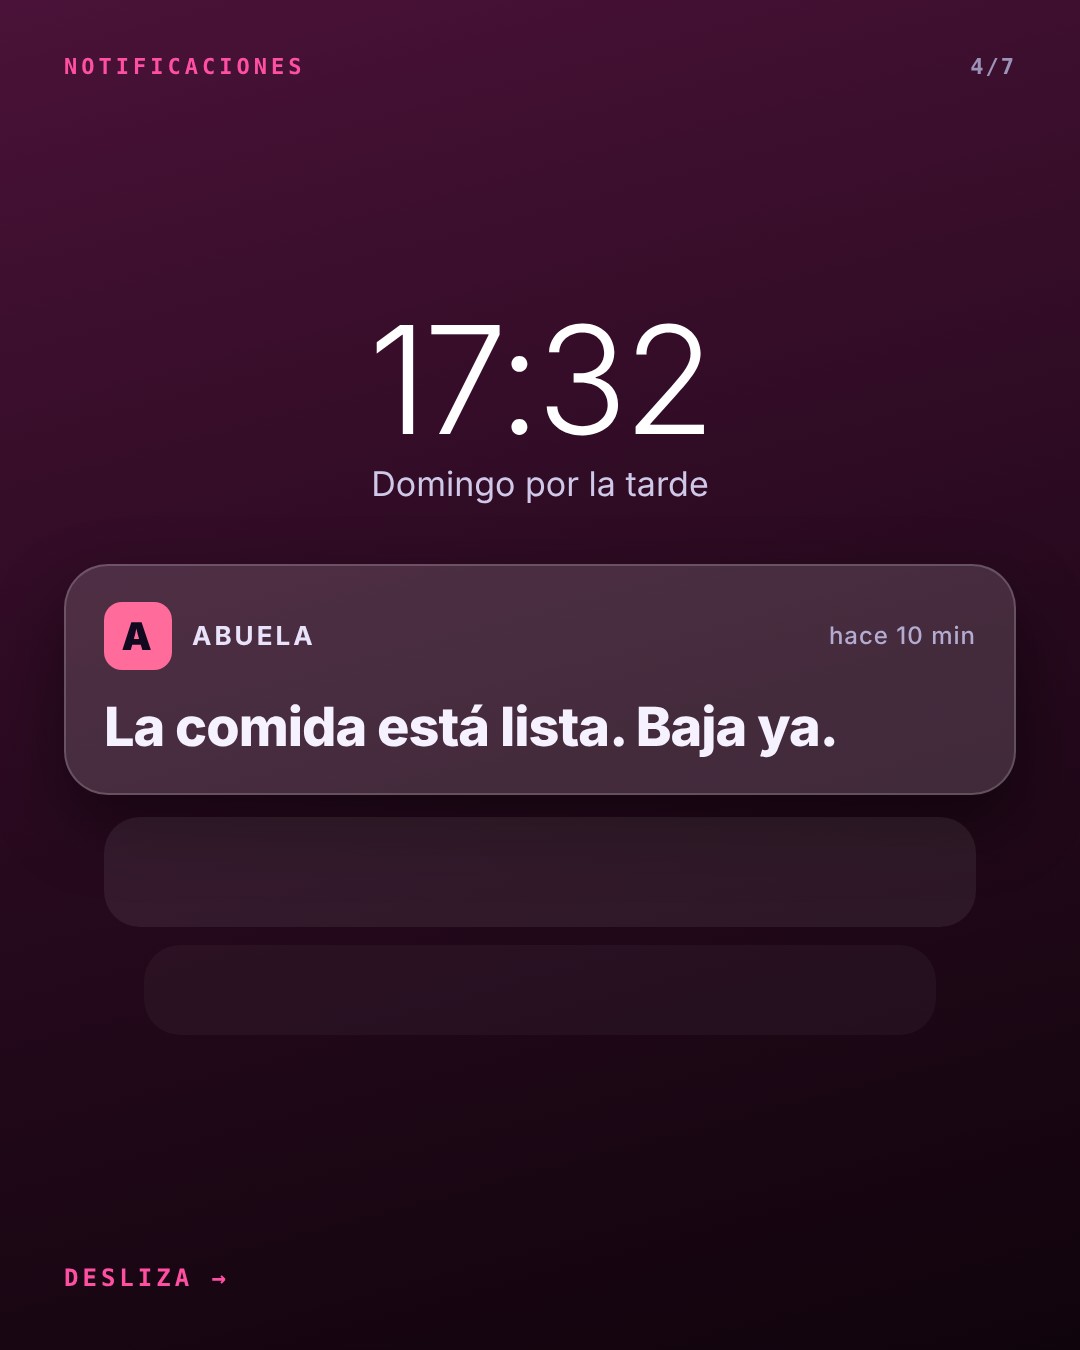 NOTIFICACIONES 4/7
17:32
Domingo por la tarde
A ABUELA hace 10 min
La comida está lista. Baja ya.
DESLIZA →